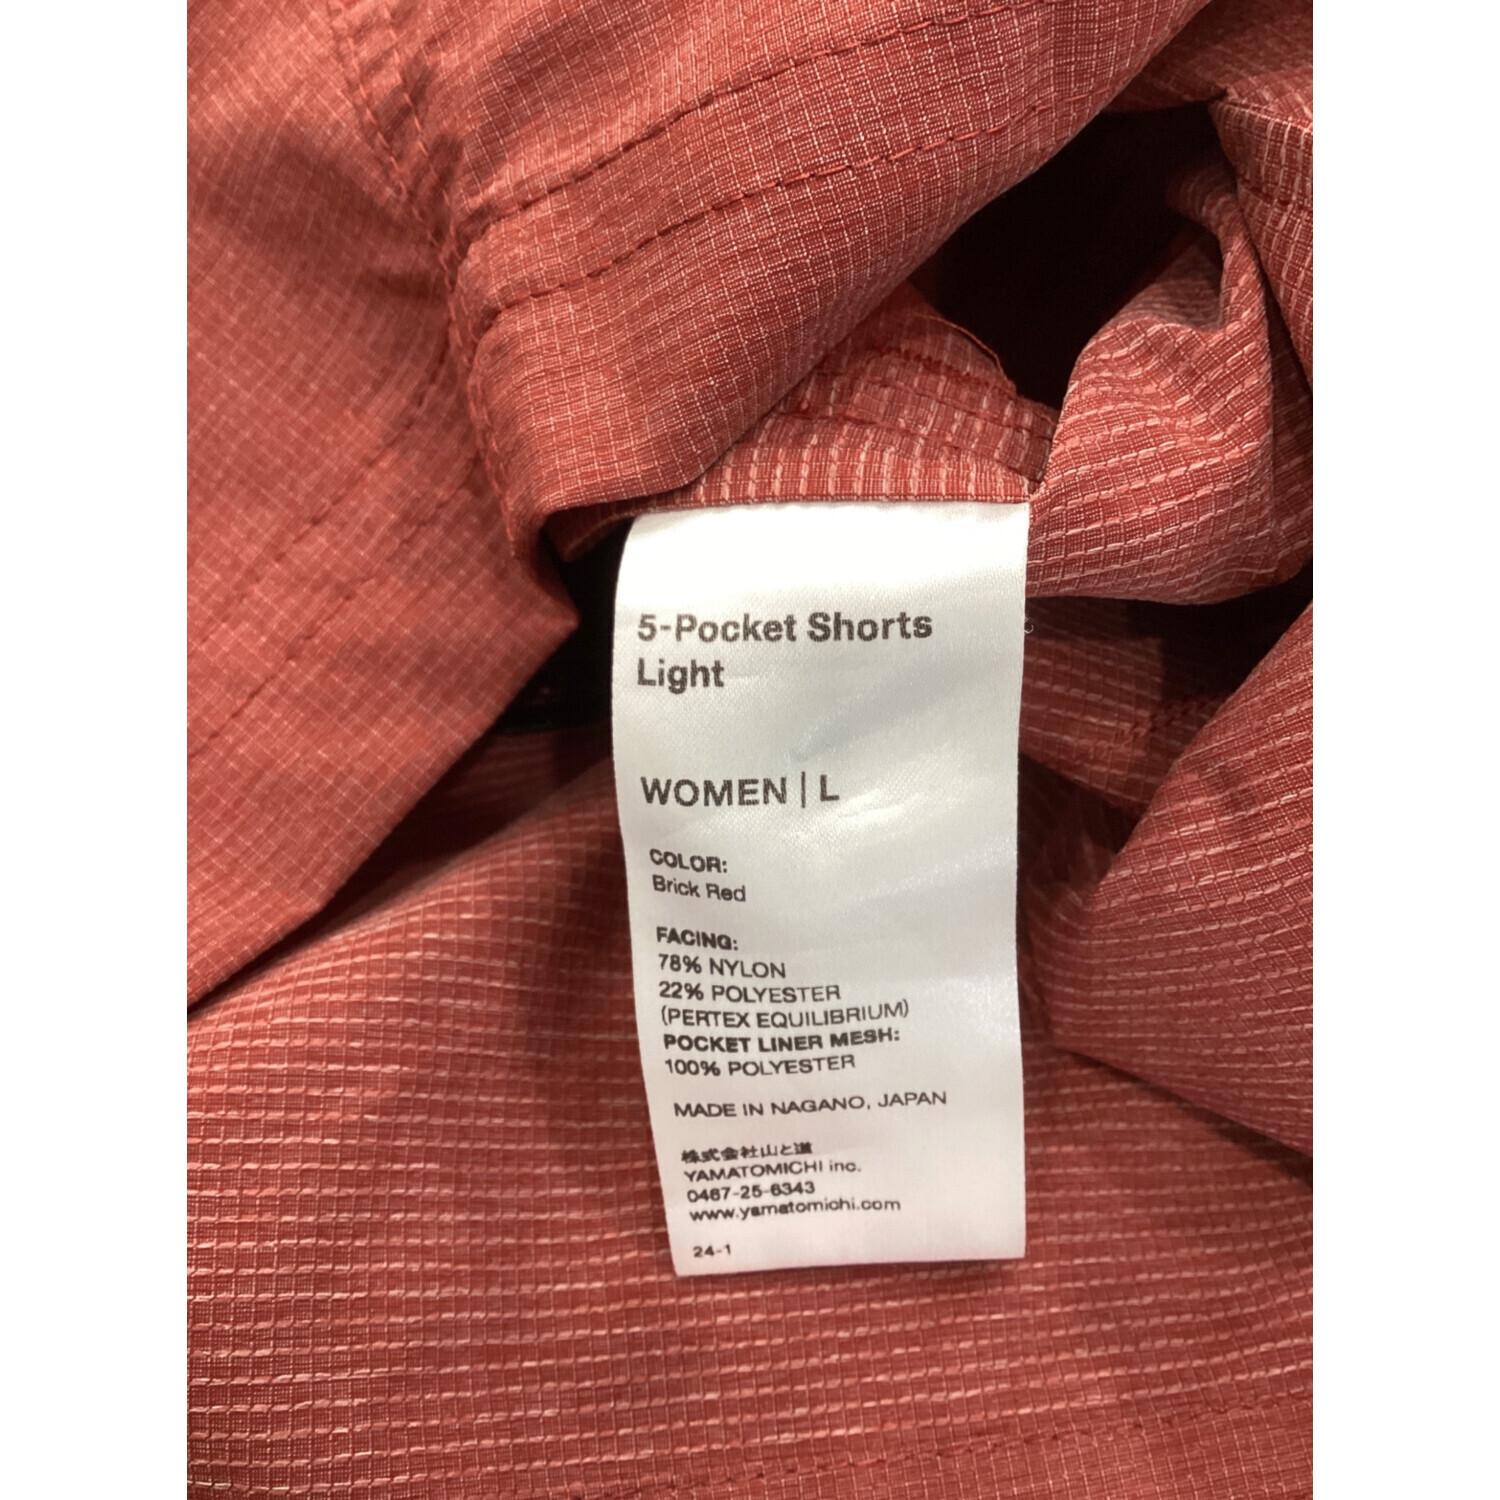 5-Pocket Shorts
Light
WOMEN | L
COLOR:
Brick Red
FACING:
78% NYLON
22% POLYESTER
(PERTEX EQUILIBRIUM)
POCKET LINER MESH:
100% POLYESTER
MADE IN NAGANO, JAPAN
株式会社山と道
YAMATOMICHI inc.
0467-25-6343
www.yamatomichi.com
24-1